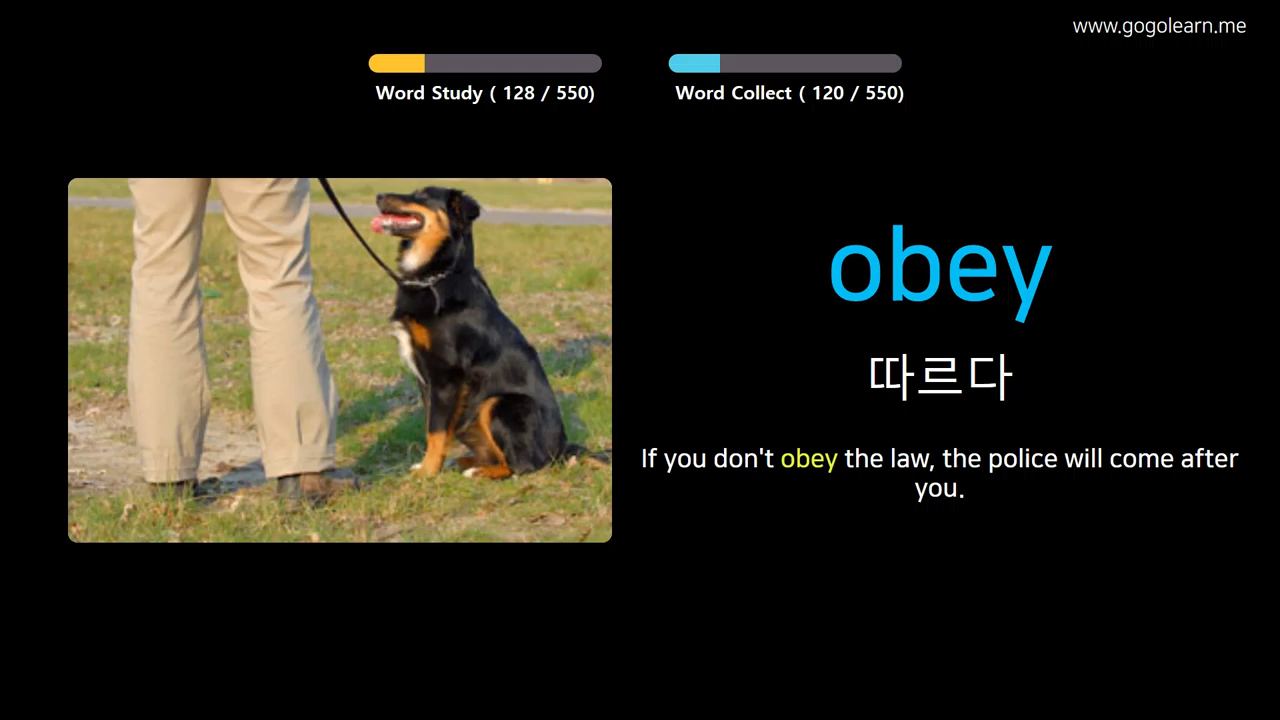 www.gogolearn.me
Word Study ( 128 / 550)
Word Collect ( 120 / 550)
obey
따르다
If you don't obey the law, the police will come after
you.